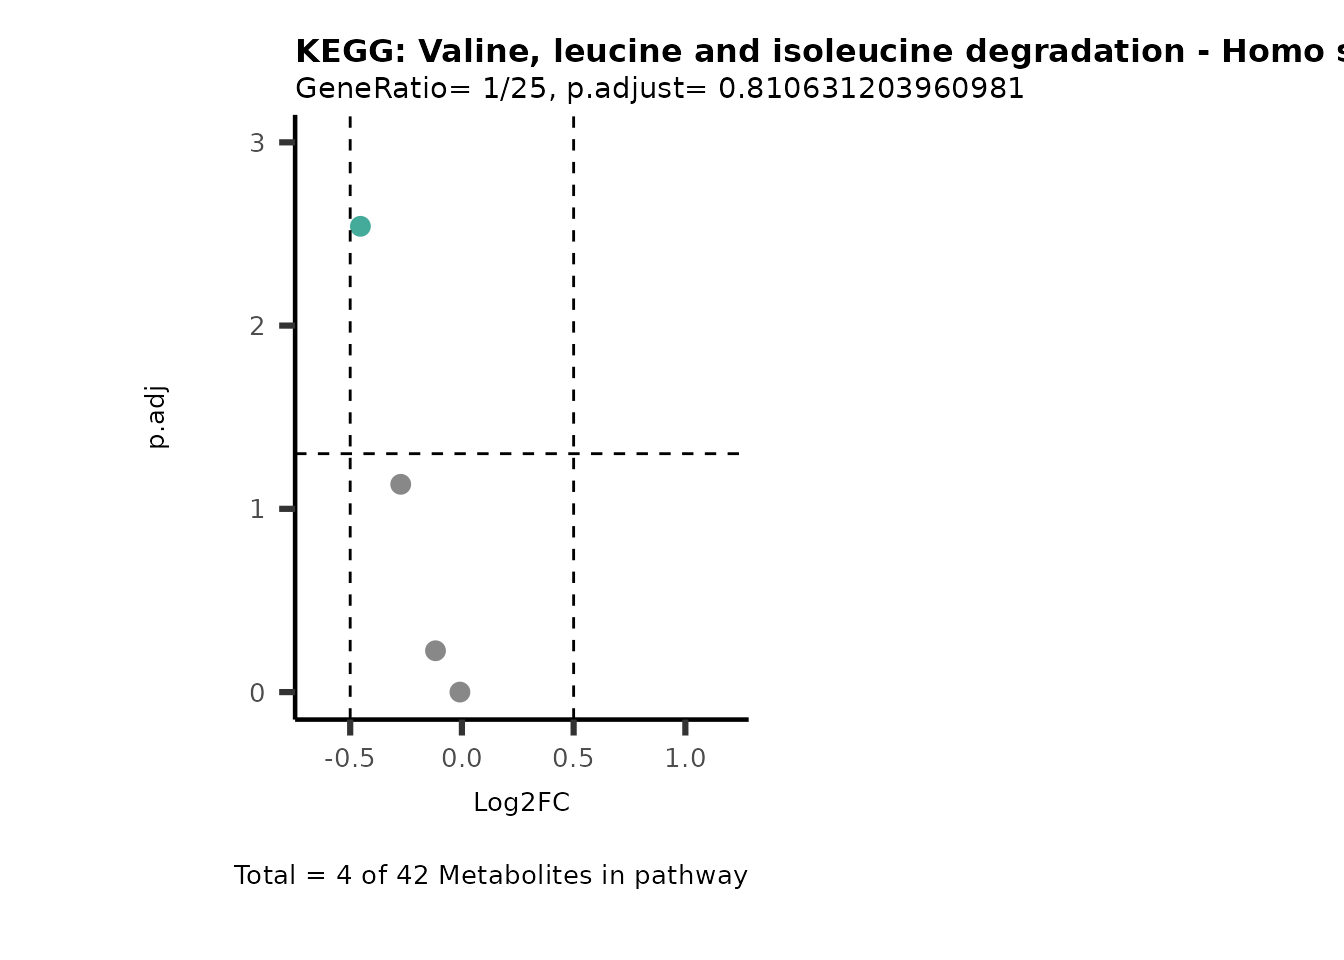 KEGG: Valine, leucine and isoleucine degradation - Homo
GeneRatio= 1/25, p.adjust= 0.810631203960981
3
2
1
0
p.adj
-0.5 0.0 0.5 1.0
Log2FC
Total = 4 of 42 Metabolites in pathway